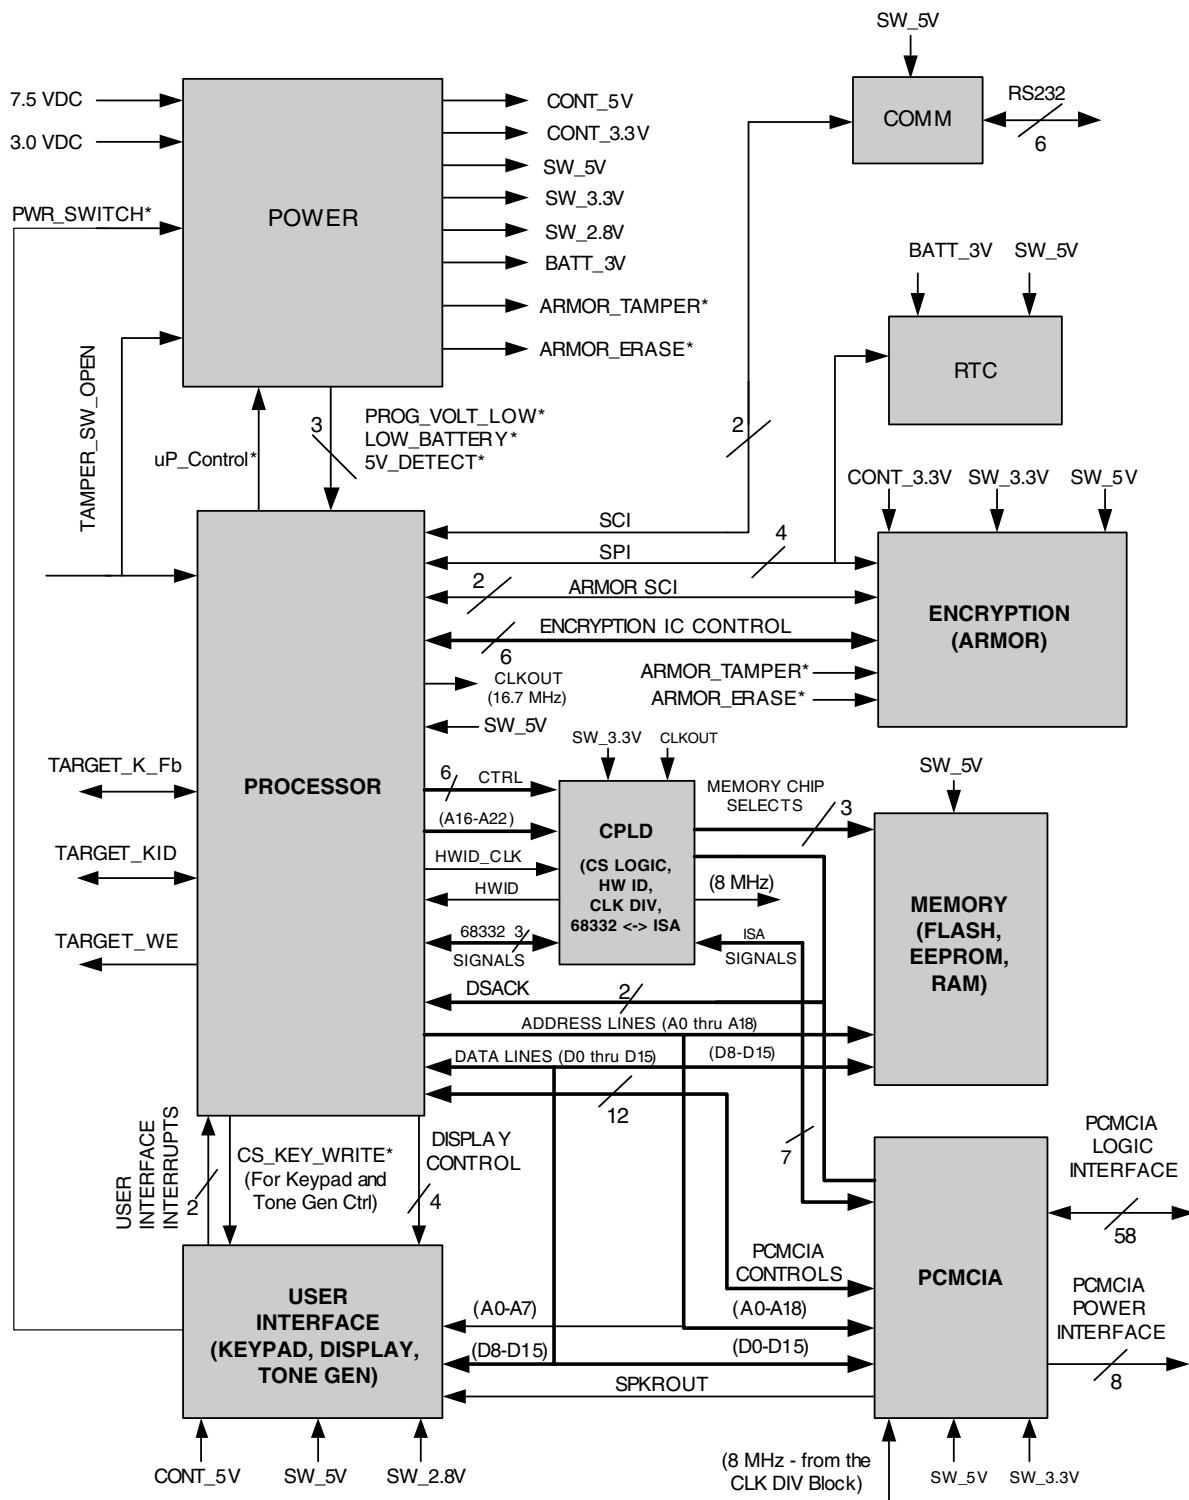 SW_5V
7.5 VDC
CONT_5V
RS232
3.0 VDC
CONT_3.3V
COMM
SW_5V
6
SW_3.3V
PWR_SWITCH*
POWER
SW_2.8V
BATT_3V
BATT_3V
SW_5V
ARMOR_TAMPER*
ARMOR_ERASE*
RTC
TAMPER_SW_OPEN
3
PROG_VOLT_LOW*
LOW_BATTERY*
5V_DETECT*
uP_Control*
2
CONT_3.3V
SW_3.3V
SW_5V
SCI
SPI
4
2
ARMOR SCI
ENCRYPTION
(ARMOR)
ENCRYPTION IC CONTROL
6
ARMOR_TAMPER*
ARMOR_ERASE*
CLKOUT
(16.7 MHz)
SW_5V
SW_3.3V
CLKOUT
TARGET_K_Fb
PROCESSOR
6
CTRL
MEMORY CHIP
SELECTS
3
SW_5V
(A16-A22)
CPLD
(CS LOGIC,
HW ID,
CLK DIV,
68332 <-> ISA
TARGET_KID
HWID_CLK
HWID
(8 MHz)
MEMORY
(FLASH,
EEPROM,
RAM)
TARGET_WE
68332
3
SIGNALS
ISA
SIGNALS
DSACK
2
ADDRESS LINES (A0 thru A18)
DATA LINES (D0 thru D15)
(D8-D15)
12
USER
INTERFACE
INTERRUPTS
2
CS_KEY_WRITE*
(For Keypad and
Tone Gen Ctrl)
DISPLAY
CONTROL
4
7
PCMCIA
LOGIC
INTERFACE
58
PCMCIA
CONTROLS
PCMCIA
USER
INTERFACE
(KEYPAD, DISPLAY,
TONE GEN)
(A0-A7)
(A0-A18)
PCMCIA
POWER
INTERFACE
(D8-D15)
(D0-D15)
8
SPKROUT
CONT_5V
SW_5V
SW_2.8V
(8 MHz - from the
CLK DIV Block)
SW_5V
SW_3.3V